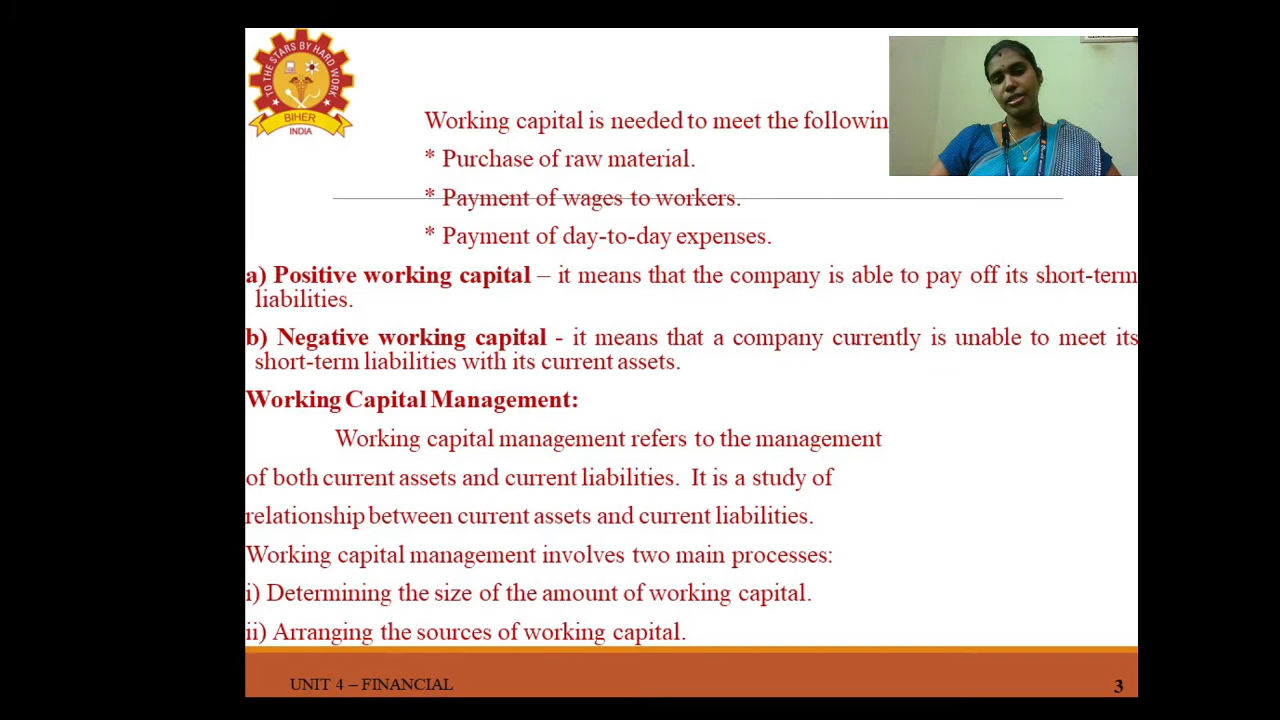 TO THE STARS BY HARD WORK
BIHER
INDIA
Working capital is needed to meet the followin
* Purchase of raw material.
* Payment of wages to workers.
* Payment of day-to-day expenses.
a) Positive working capital – it means that the company is able to pay off its short-term
liabilities.
b) Negative working capital - it means that a company currently is unable to meet its
short-term liabilities with its current assets.
Working Capital Management:
Working capital management refers to the management
of both current assets and current liabilities. It is a study of
relationship between current assets and current liabilities.
Working capital management involves two main processes:
i) Determining the size of the amount of working capital.
ii) Arranging the sources of working capital.
UNIT 4 – FINANCIAL
3